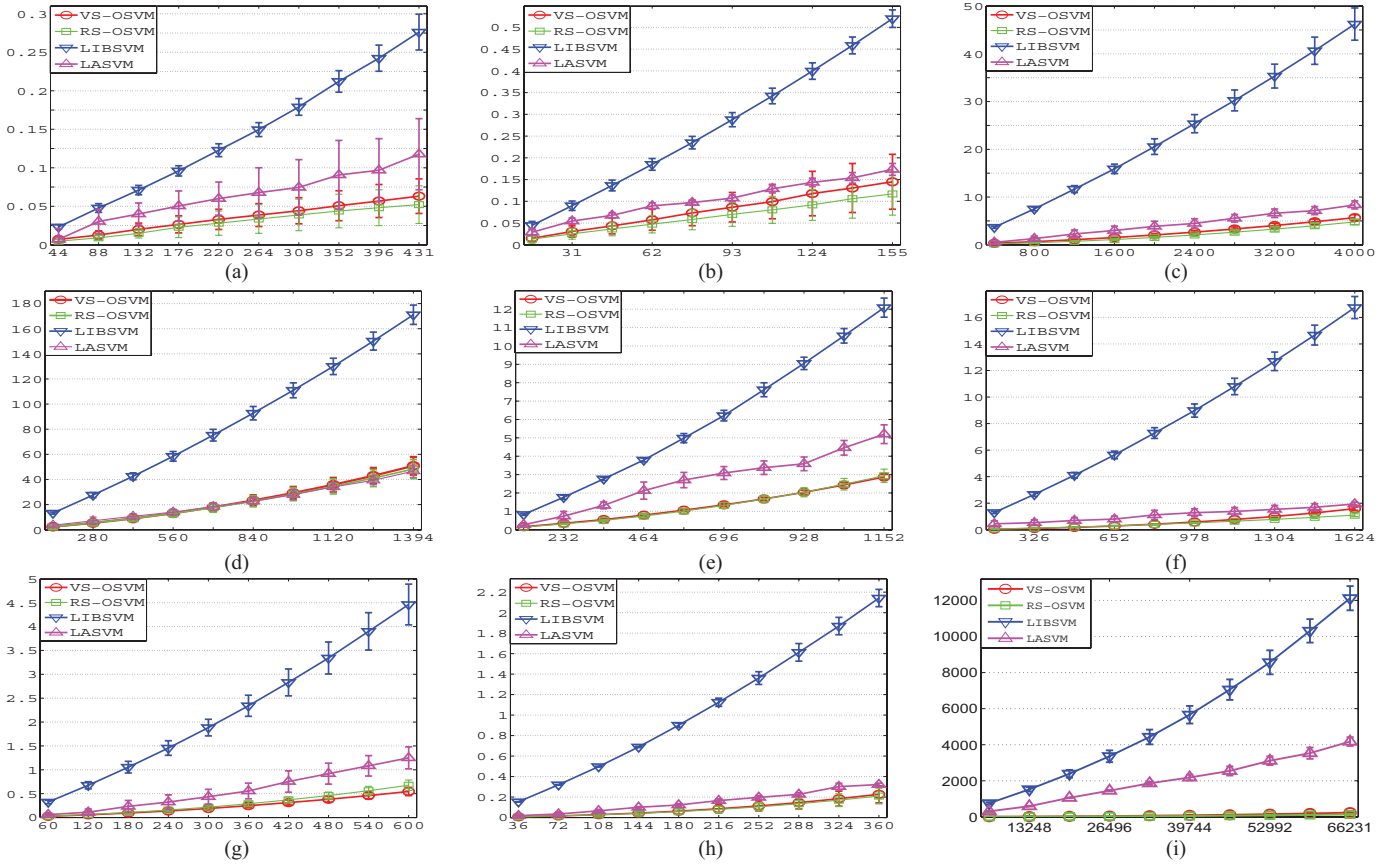 VS-OSVM
RS-OSVM
LIBSVM
LASVM
0.3
0.25
0.2
0.15
0.1
0.05
0
44 88 132 176 220 264 308 352 396 431
(a)
VS-OSVM
RS-OSVM
LIBSVM
LASVM
0.5
0.45
0.4
0.35
0.3
0.25
0.2
0.15
0.1
0.05
0
31 62 93 124 155
(b)
VS-OSVM
RS-OSVM
LIBSVM
LASVM
50
40
30
20
10
0
800 1600 2400 3200 4000
(c)
VS-OSVM
RS-OSVM
LIBSVM
LASVM
180
160
140
120
100
80
60
40
20
0
280 560 840 1120 1394
(d)
VS-OSVM
RS-OSVM
LIBSVM
LASVM
12
11
10
9
8
7
6
5
4
3
2
1
0
232 464 696 928 1152
(e)
VS-OSVM
RS-OSVM
LIBSVM
LASVM
16
14
12
10
8
6
4
2
0
326 652 978 1304 1624
(f)
VS-OSVM
RS-OSVM
LIBSVM
LASVM
5
4.5
4
3.5
3
2.5
2
1.5
1
0.5
0
60 120 180 240 300 360 420 480 540 600
(g)
VS-OSVM
RS-OSVM
LIBSVM
LASVM
2.2
2
1.8
1.6
1.4
1.2
1
0.8
0.6
0.4
0.2
0
36 72 108 144 180 216 252 288 324 360
(h)
VS-OSVM
RS-OSVM
LIBSVM
LASVM
12000
10000
8000
6000
4000
2000
0
13248 26496 39744 52992 66231
(i)